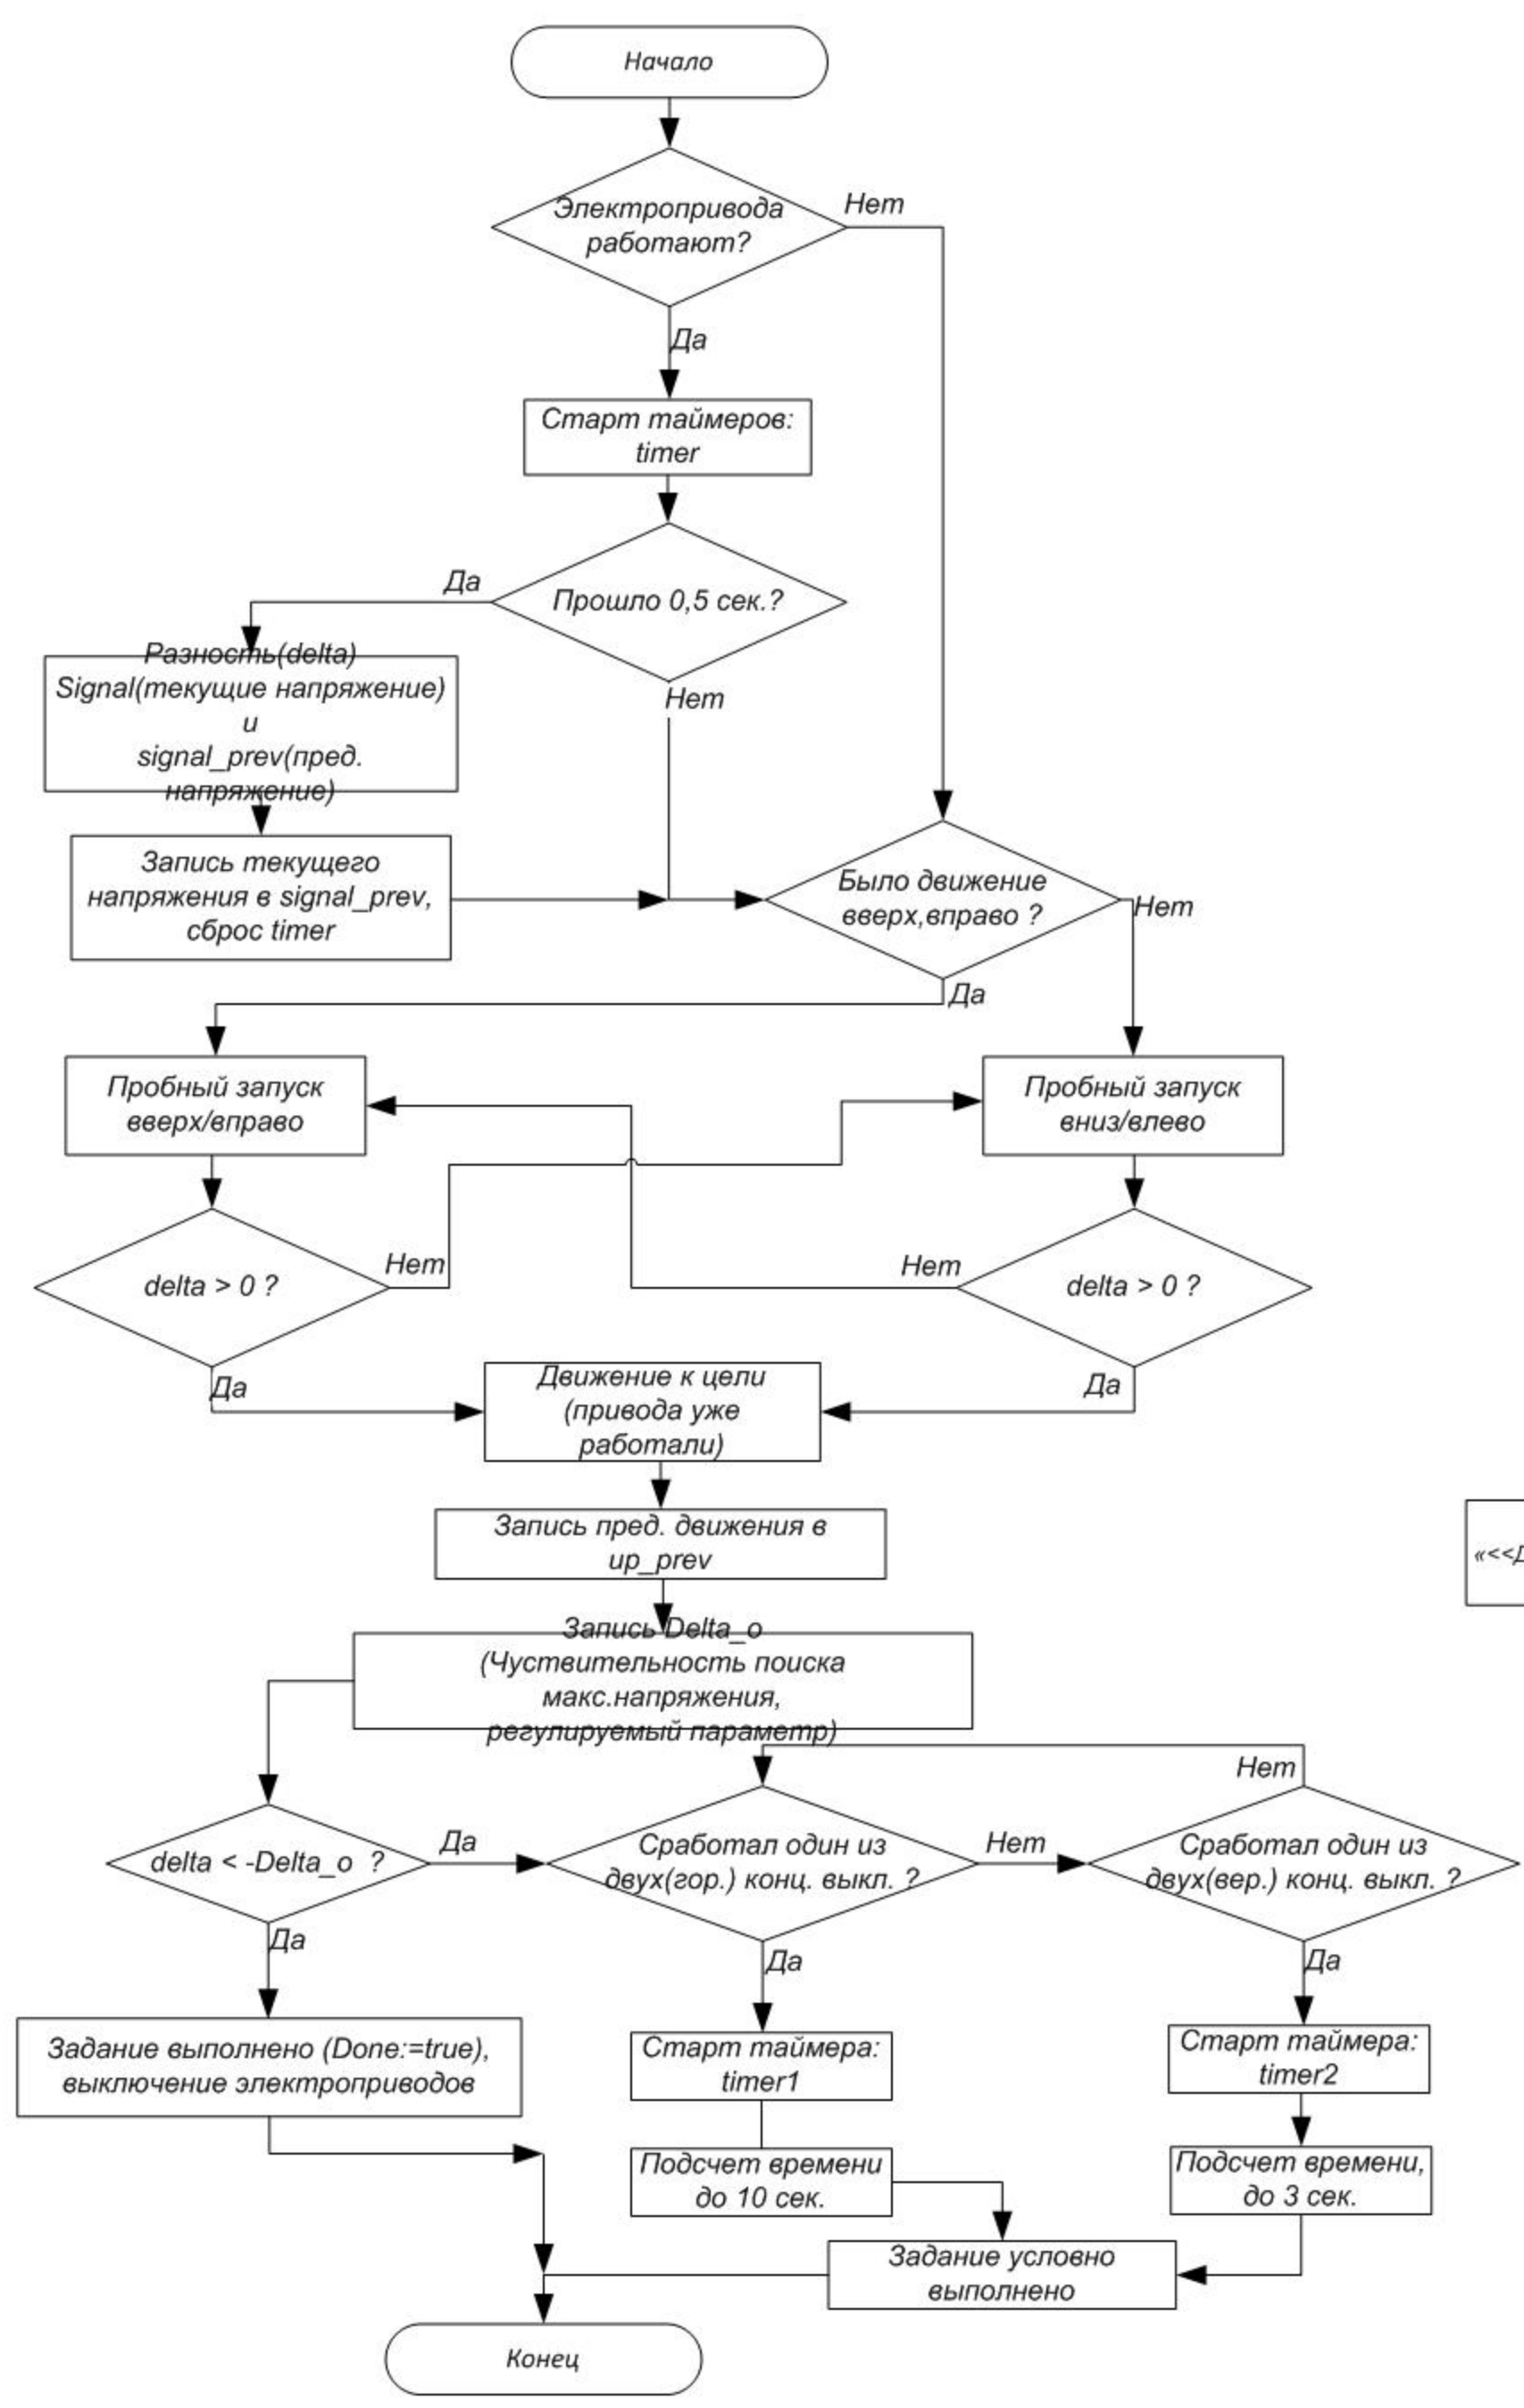 Начало
Электропривода
работают?
Нет
Да
Старт таймеров:
timer
Прошло 0,5 сек.?
Да
Нет
Разность(delta)
Signal(текущие напряжение)
и
signal_prev(пред.
напряжение)
Запись текущего
напряжения в signal_prev,
сброс timer
Было движение
вверх,вправо ?
Нет
Да
Пробный запуск
вверх/вправо
Пробный запуск
вниз/влево
delta > 0 ?
Нет
Нет
delta > 0 ?
Да
Да
Движение к цели
(привода уже
работали)
Запись пред. движения в
up_prev
«<<Д
Запись Delta_o
(Чуствительность поиска
макс.напряжения,
регулируемый параметр)
Нет
delta < -Delta_o ?
Да
Сработал один из
двух(гор.) конц. выкл. ?
Нет
Сработал один из
двух(вер.) конц. выкл. ?
Да
Да
Да
Задание выполнено (Done:=true),
выключение электроприводов
Старт таймера:
timer1
Старт таймера:
timer2
Подсчет времени
до 10 сек.
Подсчет времени,
до 3 сек.
Задание условно
выполнено
Конец